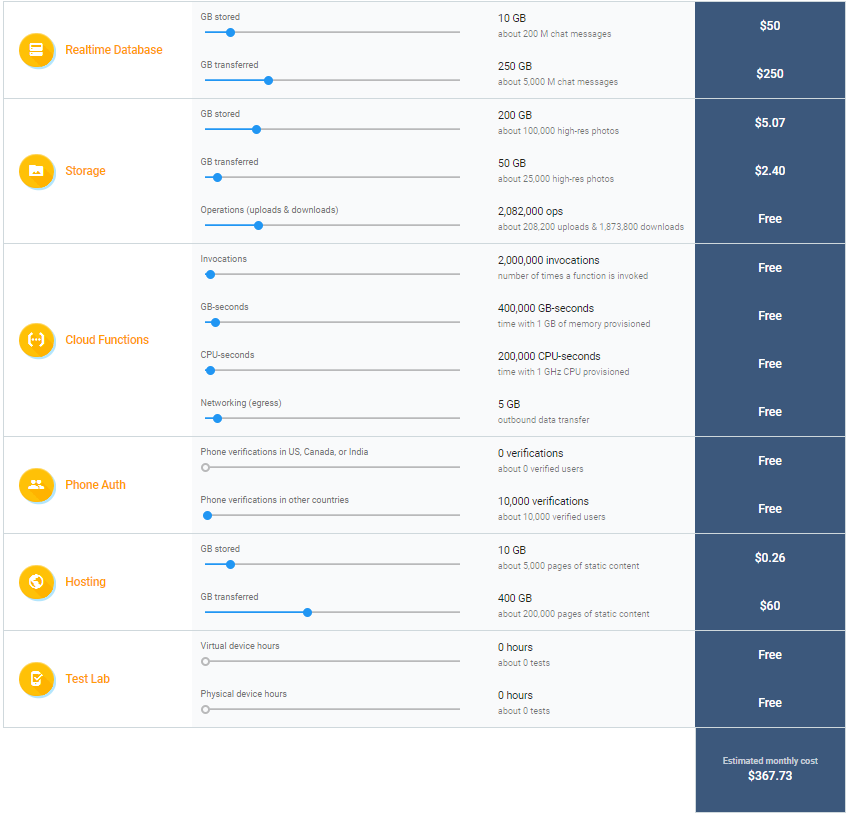 Realtime Database
GB stored
10 GB
about 200 M chat messages
$50
GB transferred
250 GB
about 5,000 M chat messages
$250
Storage
GB stored
200 GB
about 100,000 high-res photos
$5.07
GB transferred
50 GB
about 25,000 high-res photos
$2.40
Operations (uploads & downloads)
2,082,000 ops
about 208,200 uploads & 1,873,800 downloads
Free
Cloud Functions
Invocations
2,000,000 invocations
number of times a function is invoked
Free
GB-seconds
400,000 GB-seconds
time with 1 GB of memory provisioned
Free
CPU-seconds
200,000 CPU-seconds
time with 1 GHz CPU provisioned
Free
Networking (egress)
5 GB
outbound data transfer
Free
Phone Auth
Phone verifications in US, Canada, or India
0 verifications
about 0 verified users
Free
Phone verifications in other countries
10,000 verifications
about 10,000 verified users
Free
Hosting
GB stored
10 GB
about 5,000 pages of static content
$0.26
GB transferred
400 GB
about 200,000 pages of static content
$60
Test Lab
Virtual device hours
0 hours
about 0 tests
Free
Physical device hours
0 hours
about 0 tests
Free
Estimated monthly cost
$367.73